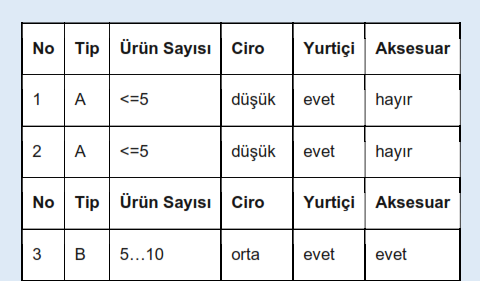 No Tip Ürün Sayısı Ciro Yurtiçi Aksesuar
1 A <=5 düşük evet hayır
2 A <=5 düşük evet hayır
No Tip Ürün Sayısı Ciro Yurtiçi Aksesuar
3 B 5…10 orta evet evet